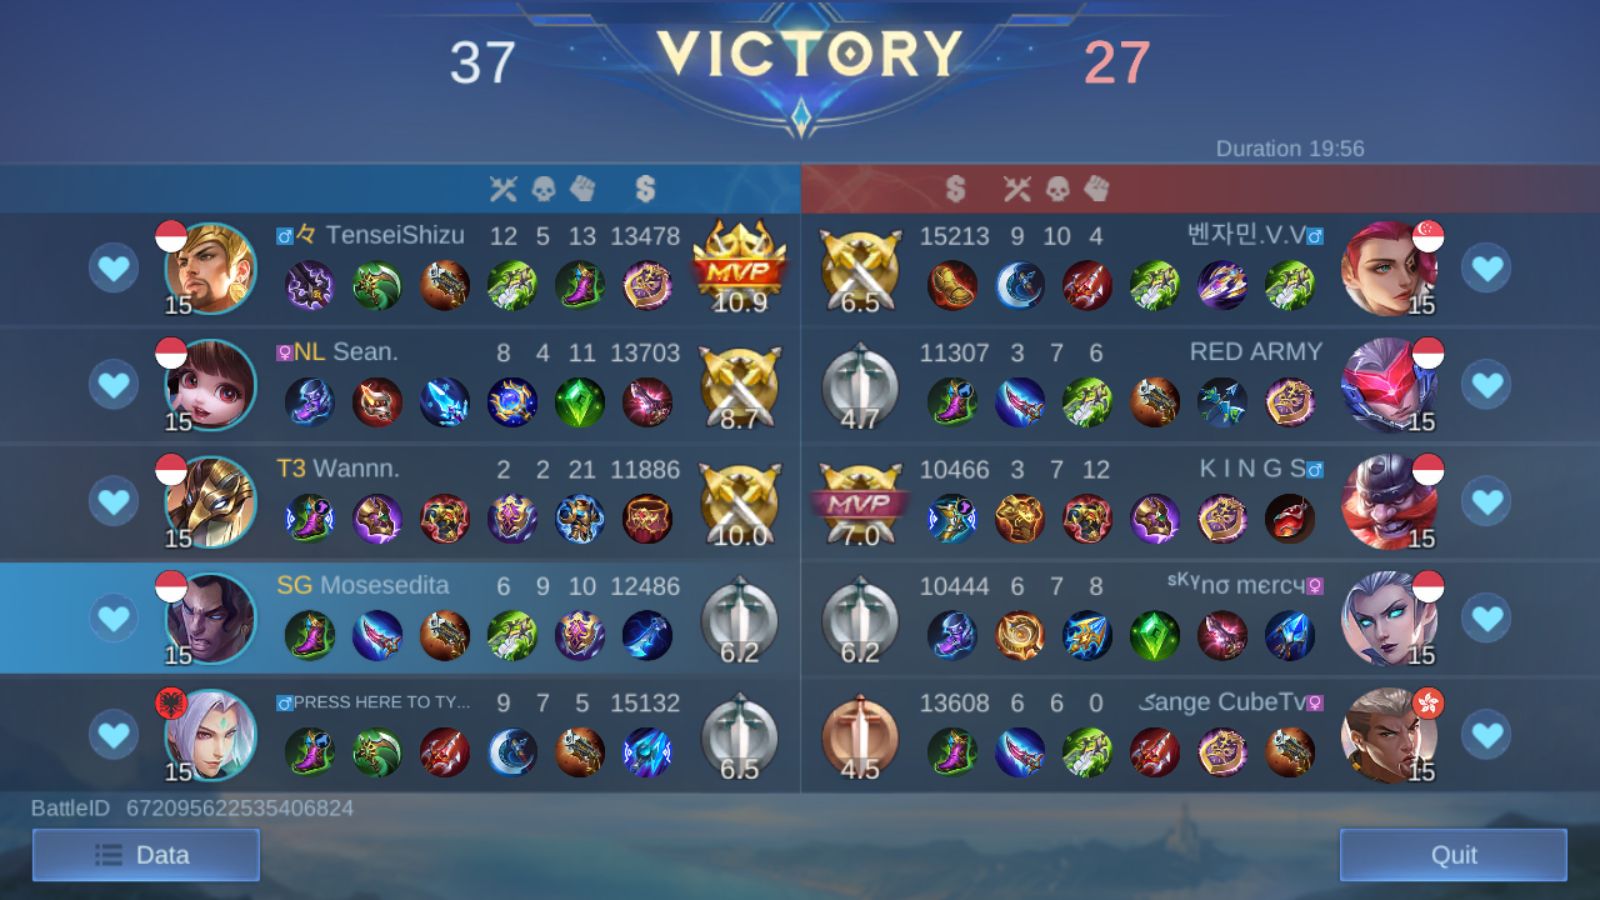 37 VICTORY 27
Duration 19:56
々 TenseiShizu 12 5 13 13478 MVP 10.9 15
6.5 15213 9 10 4 벤자민.V.V 15
NL Sean. 8 4 11 13703 8.7 15
4.7 11307 3 7 6 RED ARMY 15
T3 Wannn. 2 2 21 11886 10.0 15
MVP 7.0 10466 3 7 12 K I N G S 15
SG Mosesedita 6 9 10 12486 6.2 15
6.2 10444 6 7 8 ˢᴷʸnσ mєrcч 15
PRESS HERE TO TY... 9 7 5 15132 6.5 15
4.5 13608 6 6 0 کange CubeTv 15
BattleID 672095622535406824
Data
Quit